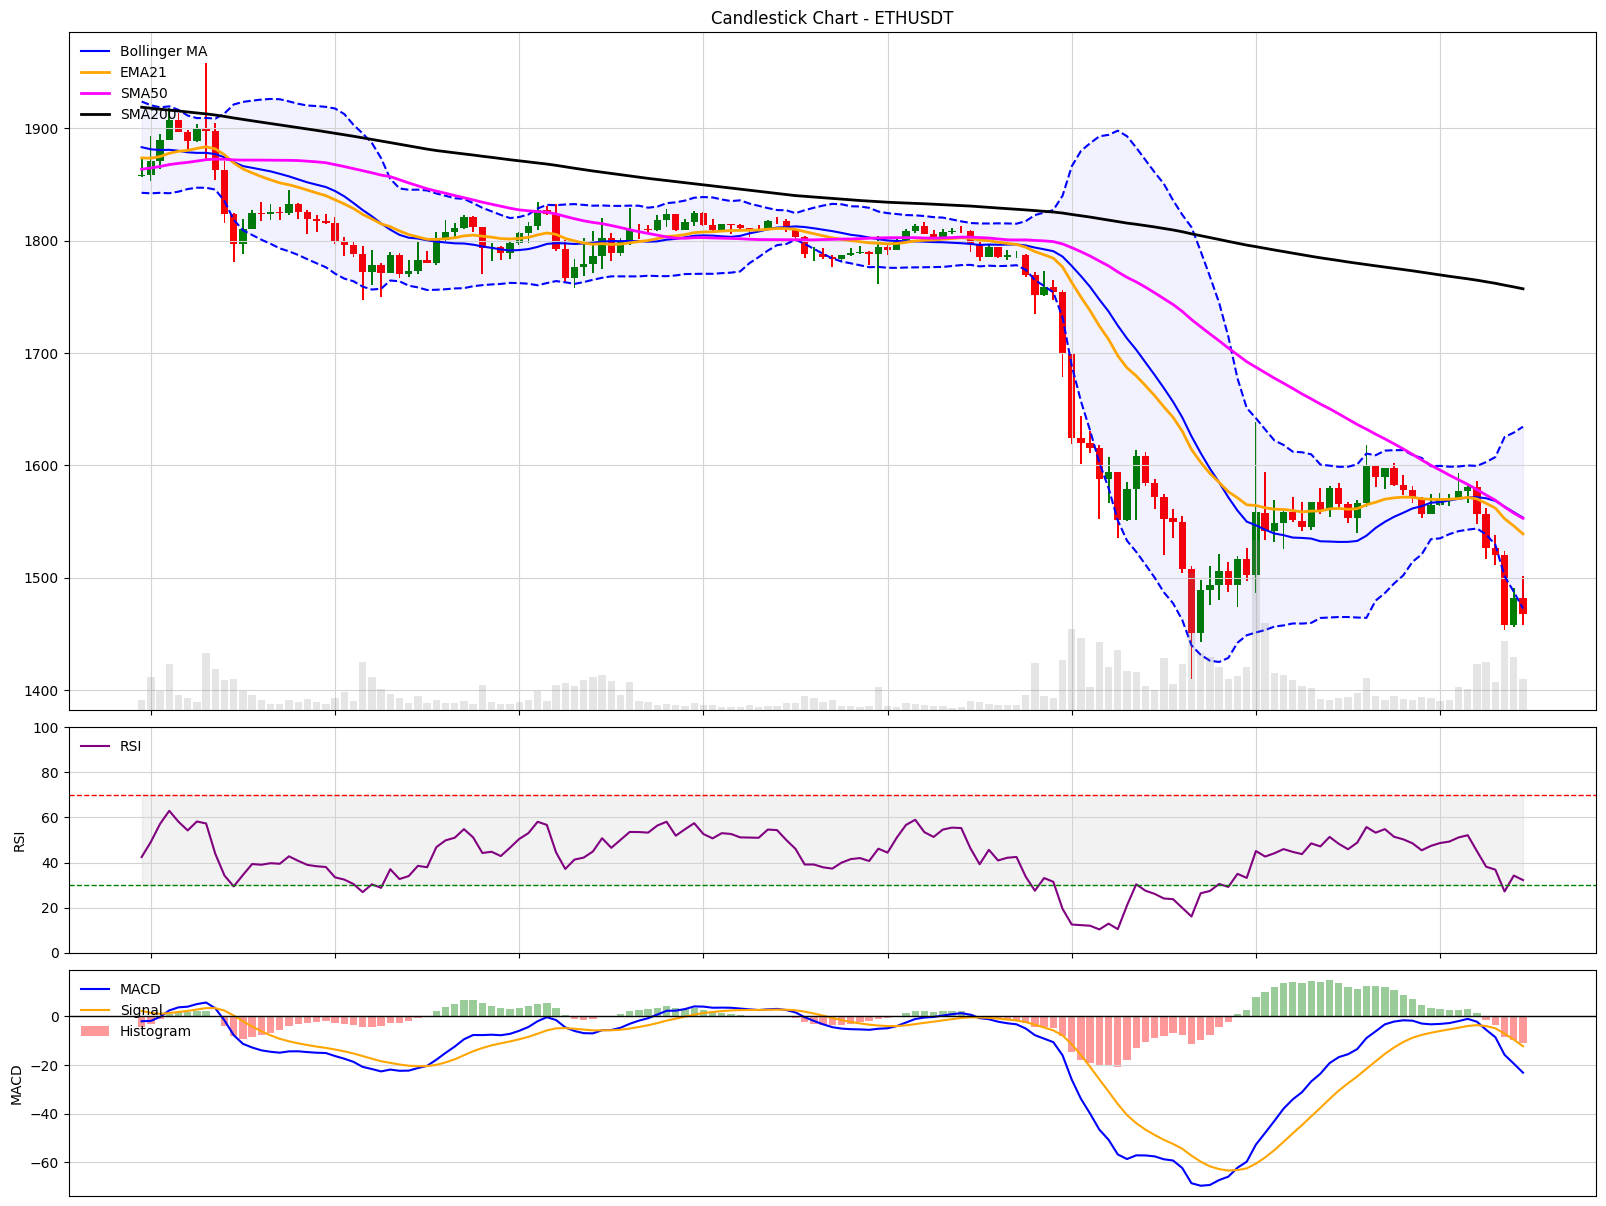 Candlestick Chart - ETHUSDT
Bollinger MA
EMA21
SMA50
SMA200
1900
1800
1700
1600
1500
1400
100
80
60
40
20
0
RSI
RSI
0
−20
−40
−60
MACD
MACD
Signal
Histogram